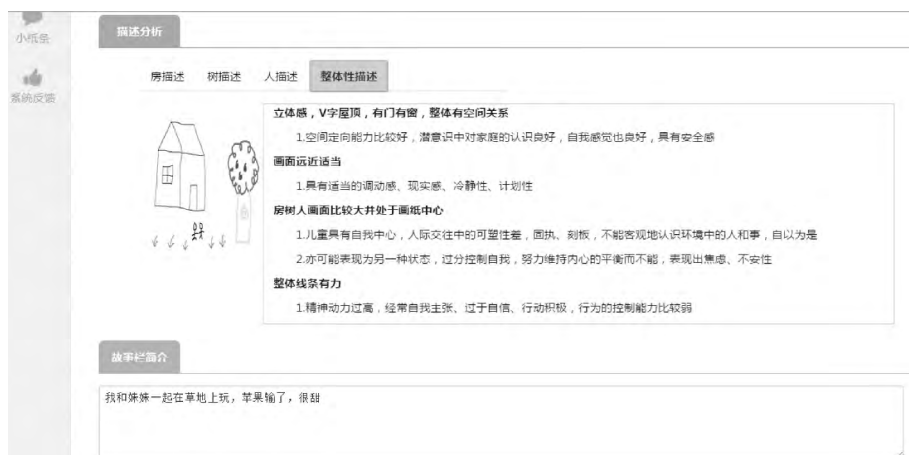 小纸条
系统反馈
描述分析
房描述 树描述 人描述 整体性描述
立体感，V字屋顶，有门有窗，整体有空间关系
1.空间定向能力比较好，潜意识中对家庭的认识良好，自我感觉也良好，具有安全感
画面远近适当
1.具有适当的调动感、现实感、冷静性、计划性
房树人画面比较大并处于画纸中心
1.儿童具有自我中心，人际交往中的可塑性差，固执、刻板，不能客观地认识环境中的人和事，自以为是
2.亦可能表现为另一种状态，过分控制自我，努力维持内心的平衡而不能，表现出焦虑、不安性
整体线条有力
1.精神动力过高，经常自我主张、过于自信、行动积极，行为的控制能力比较弱
故事栏简介
我和妹妹一起在草地上玩，苹果输了，很甜